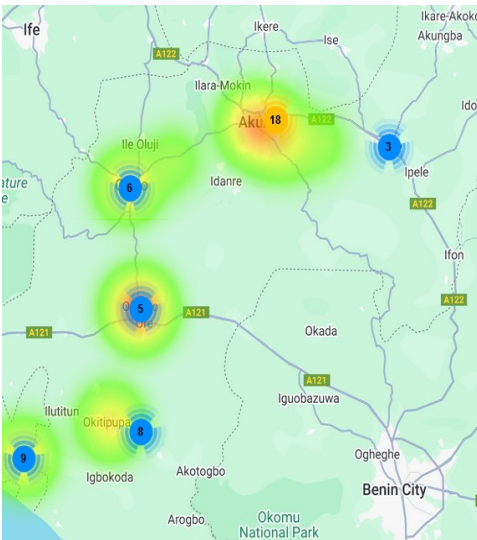 Ife
Ikere
Ise
Ikare-Akoko
Akungba
A122
Ilara-Mokin
18
A122
3
Ido
Ile Oluji
6
Idanre
Ipele
ature
e
A122
Ifon
A122
5
A121
A121
Okada
A121
Iguobazuwa
Ilutitun
Okitipupa
8
9
Igbokoda
Akotogbo
Ogheghe
Benin City
Arogbo
Okomu
National Park